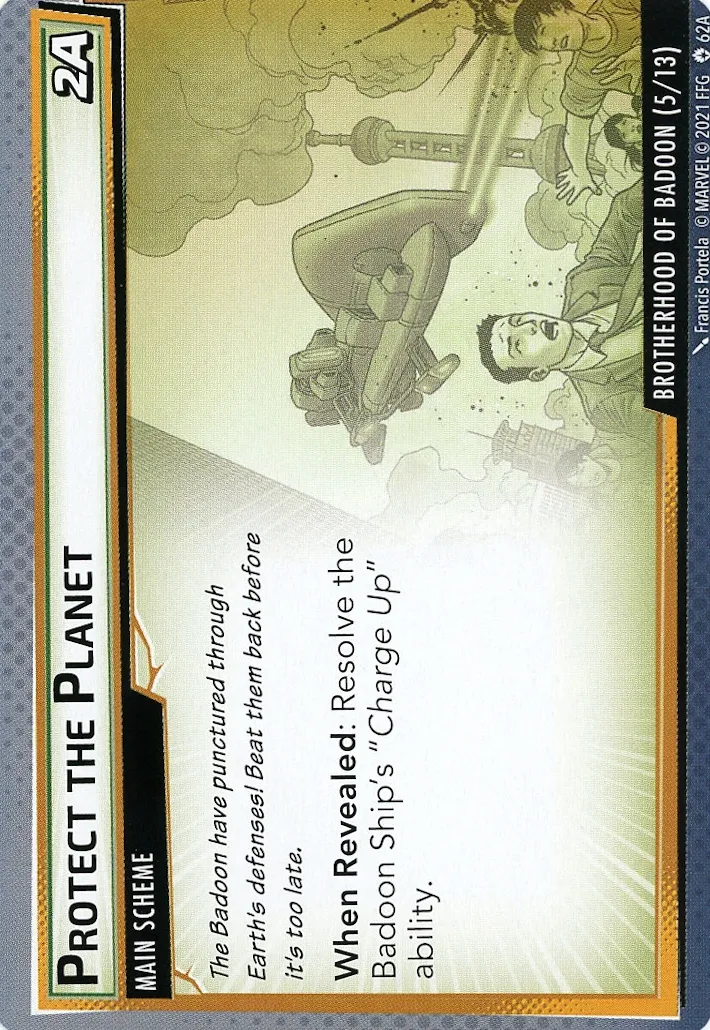 PROTECT THE PLANET
2A
MAIN SCHEME
The Badoon have punctured through
Earth's defenses! Beat them back before
it's too late.
When Revealed: Resolve the
Badoon Ship's "Charge Up"
ability.
BROTHERHOOD OF BADOON (5/13)
Francis Portela © MARVEL © 2021 FFG 62A